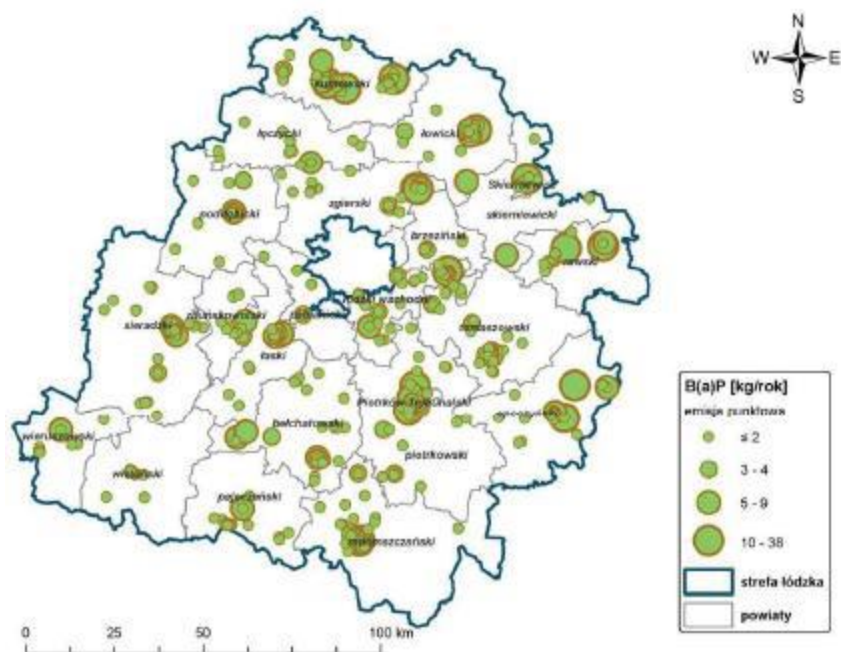 N
W E
S
kutnowski
łęczycki
łowicki
Skierniewice
zgierski
skierniewicki
poddębicki
brzeziński
rawski
łódzki wschodni
zduńskowolski
sieradzki
tomaszowski
łaski
Piotrków Trybunalski
opoczyński
bełchatowski
wieruszowski
piotrkowski
wieluński
pajęczański
radomszczański
B(a)P [kg/rok]
emisja punktowa
≤ 2
3 - 4
5 - 9
10 - 38
strefa łódzka
powiaty
0 25 50 100 km